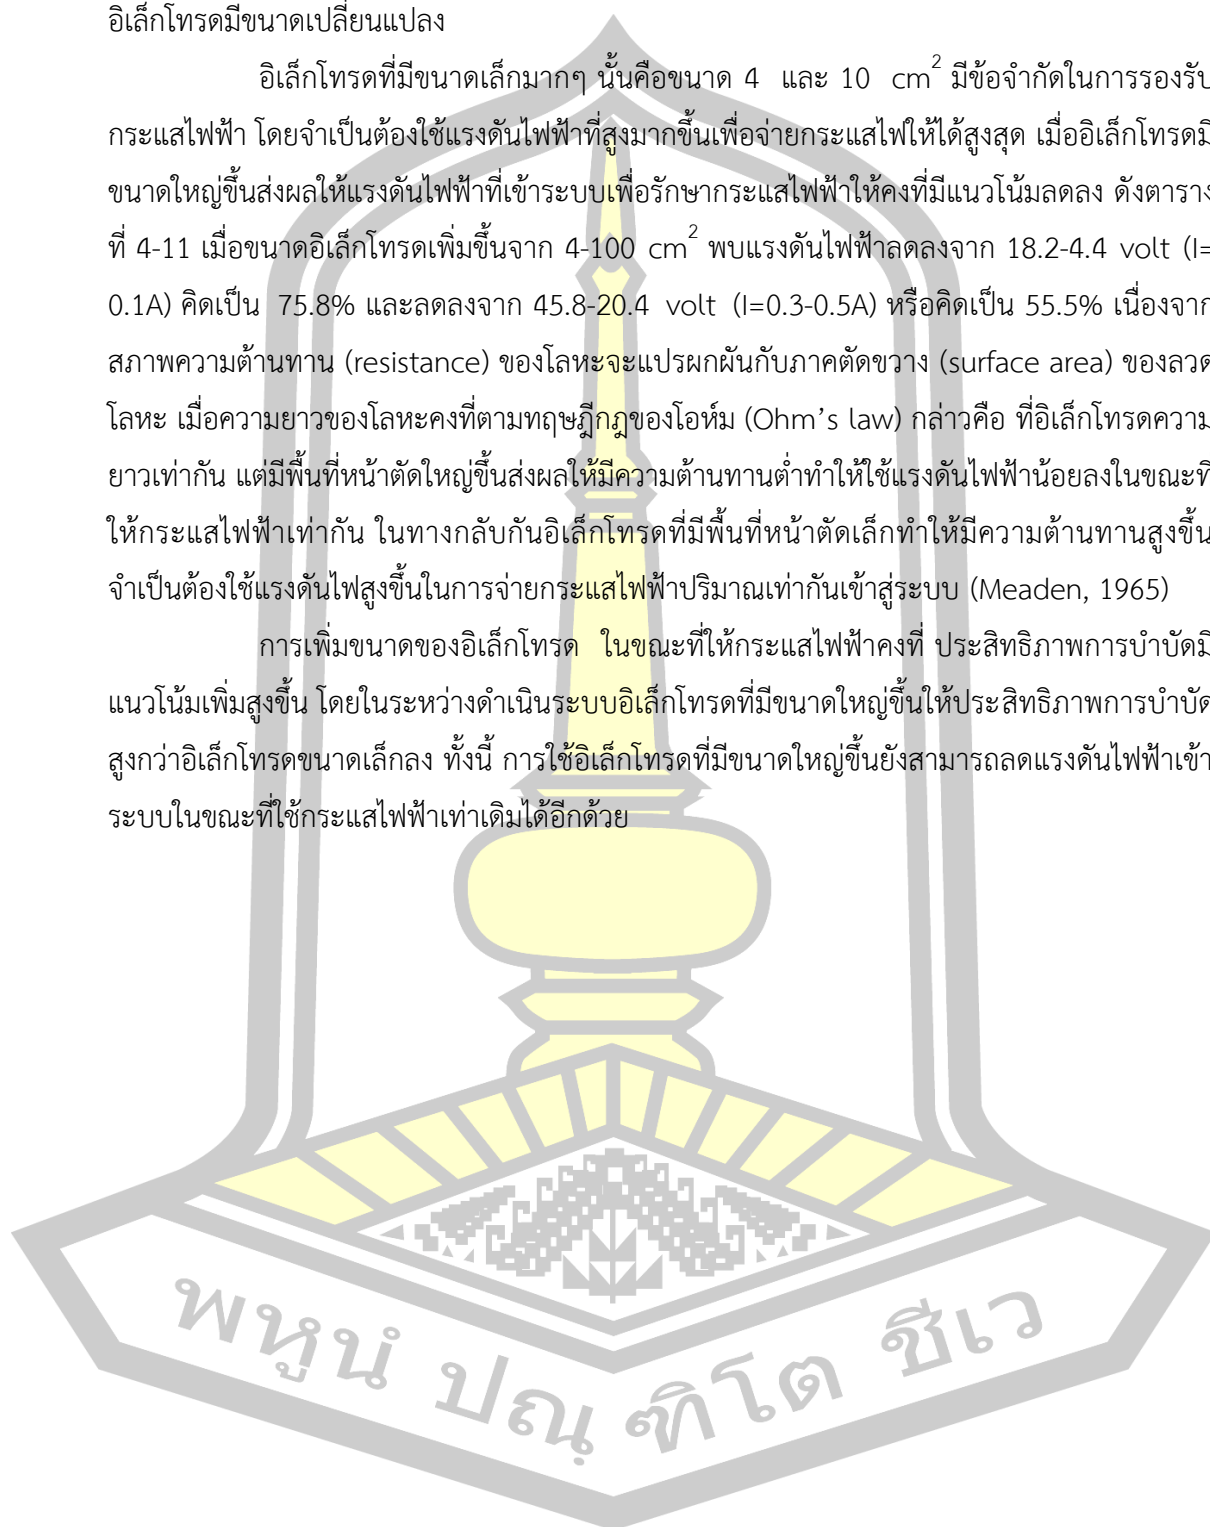 อิเล็กโทรดมีขนาดเปลี่ยนแปลง
อิเล็กโทรดที่มีขนาดเล็กมากๆ นั้นคือขนาด 4 และ 10 cm² มีข้อจำกัดในการรองรับ
กระแสไฟฟ้า โดยจำเป็นต้องใช้แรงดันไฟฟ้าที่สูงมากขึ้นเพื่อจ่ายกระแสไฟให้ได้สูงสุด เมื่ออิเล็กโทรดมี
ขนาดใหญ่ขึ้นส่งผลให้แรงดันไฟฟ้าที่เข้าระบบเพื่อรักษากระแสไฟฟ้าให้คงที่มีแนวโน้มลดลง ดังตาราง
ที่ 4-11 เมื่อขนาดอิเล็กโทรดเพิ่มขึ้นจาก 4-100 cm² พบแรงดันไฟฟ้าลดลงจาก 18.2-4.4 volt (I=
0.1A) คิดเป็น 75.8% และลดลงจาก 45.8-20.4 volt (I=0.3-0.5A) หรือคิดเป็น 55.5% เนื่องจาก
สภาพความต้านทาน (resistance) ของโลหะจะแปรผกผันกับภาคตัดขวาง (surface area) ของลวด
โลหะ เมื่อความยาวของโลหะคงที่ตามทฤษฎีกฎของโอห์ม (Ohm's law) กล่าวคือ ที่อิเล็กโทรดความ
ยาวเท่ากัน แต่มีพื้นที่หน้าตัดใหญ่ขึ้นส่งผลให้มีความต้านทานต่ำทำให้ใช้แรงดันไฟฟ้าน้อยลงในขณะที่
ให้กระแสไฟฟ้าเท่ากัน ในทางกลับกันอิเล็กโทรดที่มีพื้นที่หน้าตัดเล็กทำให้มีความต้านทานสูงขึ้น
จำเป็นต้องใช้แรงดันไฟสูงขึ้นในการจ่ายกระแสไฟฟ้าปริมาณเท่ากันเข้าสู่ระบบ (Meaden, 1965)
การเพิ่มขนาดของอิเล็กโทรด ในขณะที่ให้กระแสไฟฟ้าคงที่ ประสิทธิภาพการบำบัดมี
แนวโน้มเพิ่มสูงขึ้น โดยในระหว่างดำเนินระบบอิเล็กโทรดที่มีขนาดใหญ่ขึ้นให้ประสิทธิภาพการบำบัด
สูงกว่าอิเล็กโทรดขนาดเล็กลง ทั้งนี้ การใช้อิเล็กโทรดที่มีขนาดใหญ่ขึ้นยังสามารถลดแรงดันไฟฟ้าเข้า
ระบบในขณะที่ใช้กระแสไฟฟ้าเท่าเดิมได้อีกด้วย
พหูนํ ปณฺฑิโต ชีเว